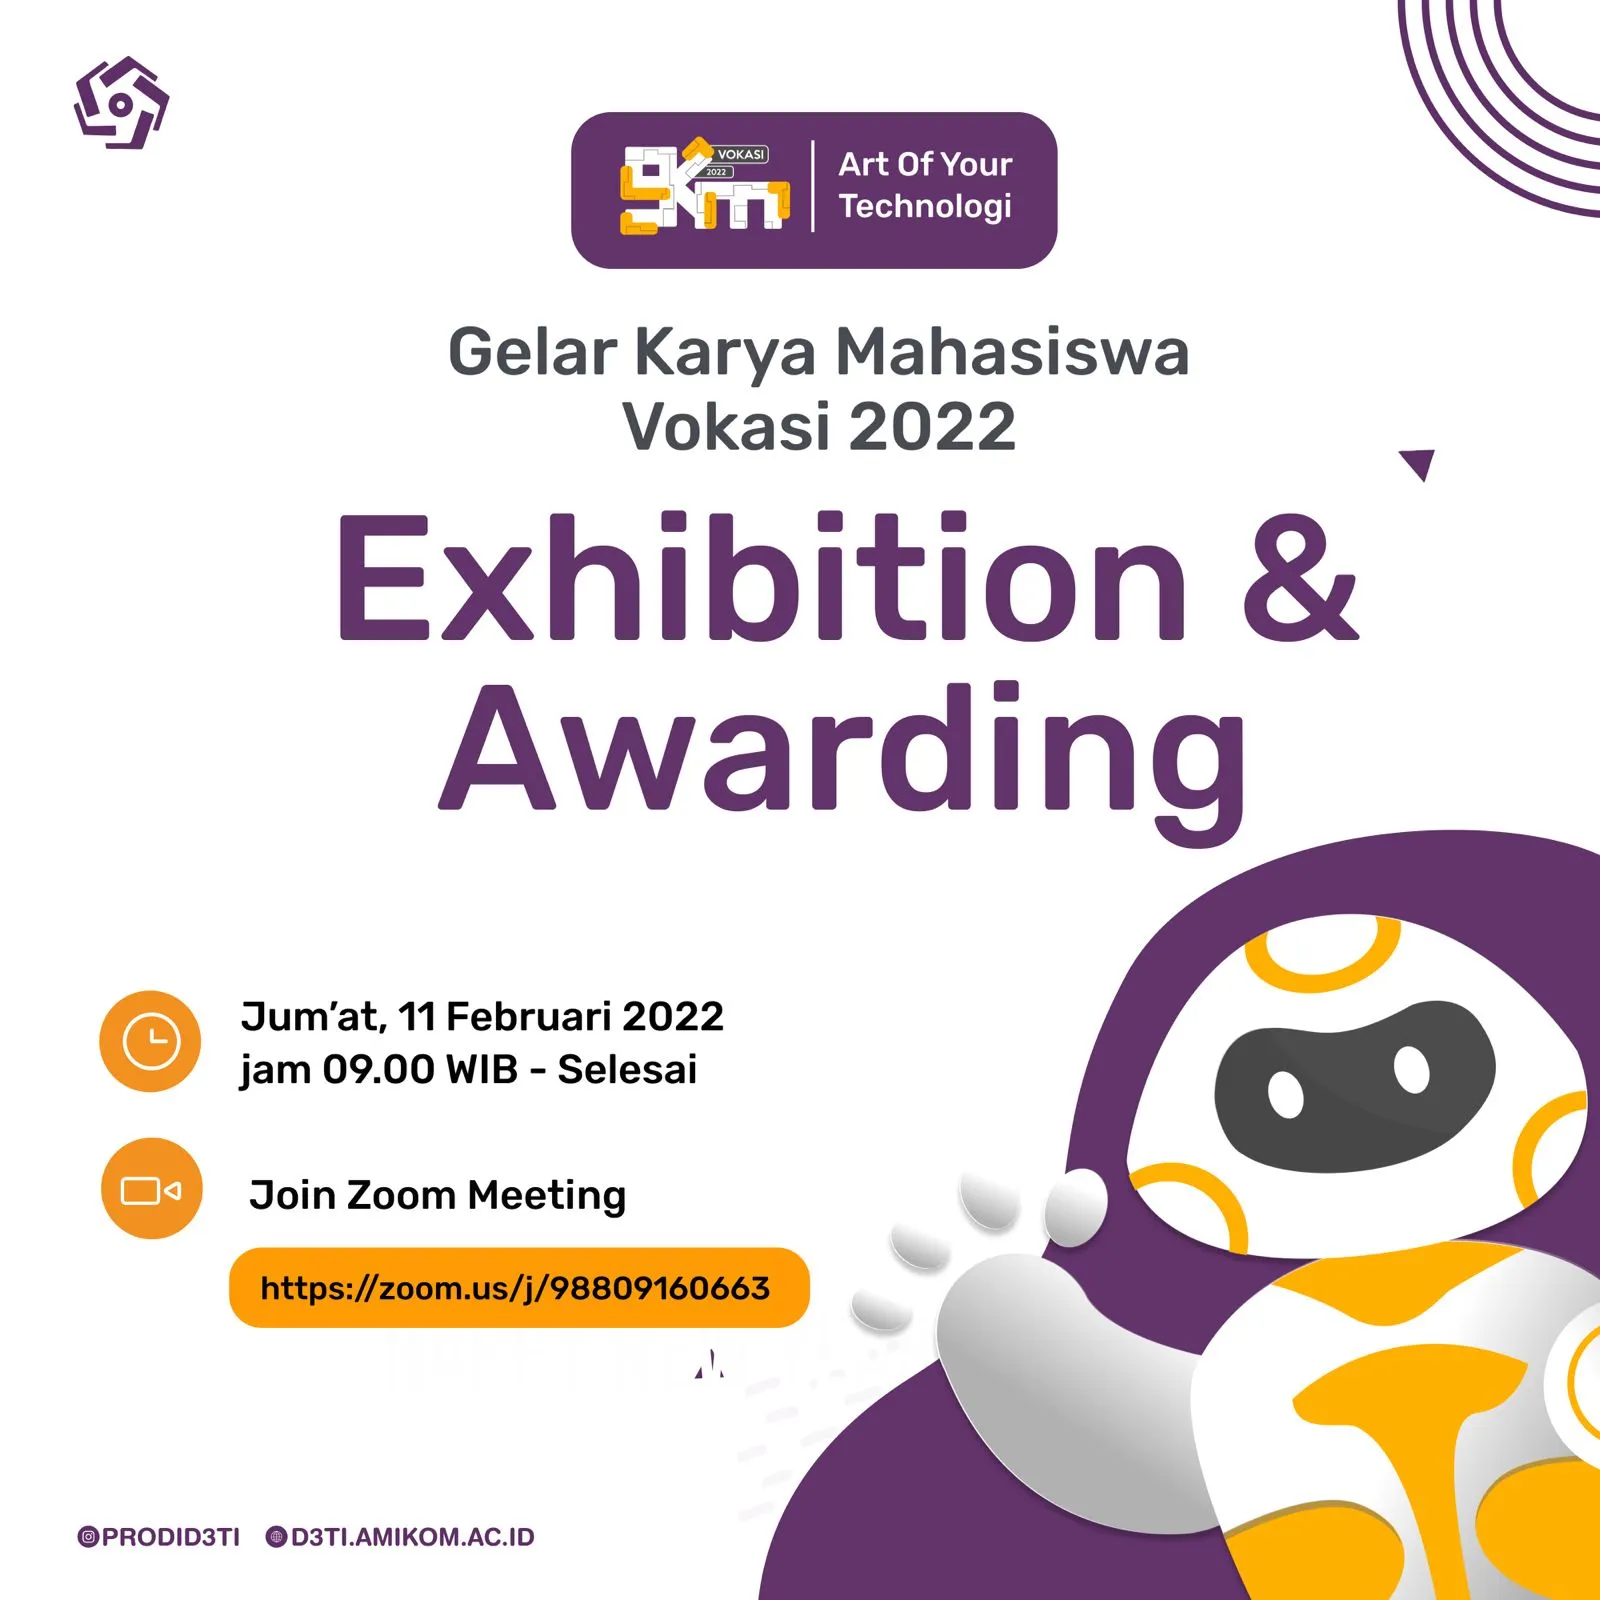 gkm
VOKASI
2022
Art Of Your
Technologi
Gelar Karya Mahasiswa
Vokasi 2022
Exhibition &
Awarding
Jum’at, 11 Februari 2022
jam 09.00 WIB - Selesai
Join Zoom Meeting
https://zoom.us/j/98809160663
PRODID3TI D3TI.AMIKOM.AC.ID